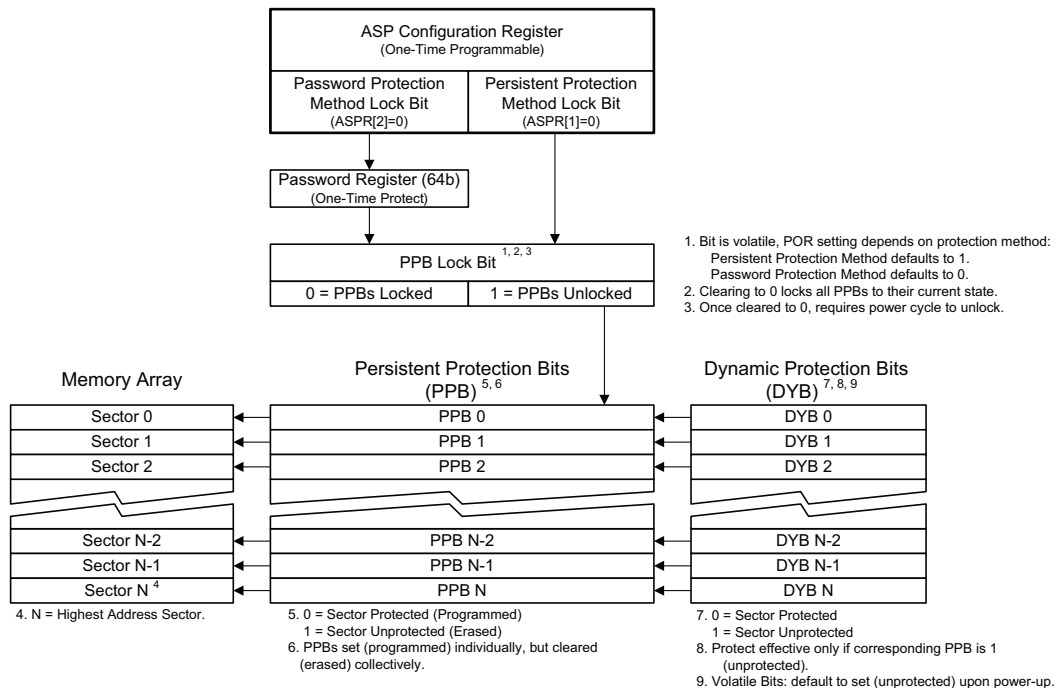 ASP Configuration Register
(One-Time Programmable)
Password Protection
Method Lock Bit
(ASPR[2]=0)
Persistent Protection
Method Lock Bit
(ASPR[1]=0)
Password Register (64b)
(One-Time Protect)
PPB Lock Bit 1, 2, 3
0 = PPBs Locked
1 = PPBs Unlocked
1. Bit is volatile, POR setting depends on protection method:
Persistent Protection Method defaults to 1.
Password Protection Method defaults to 0.
2. Clearing to 0 locks all PPBs to their current state.
3. Once cleared to 0, requires power cycle to unlock.
Memory Array
Sector 0
Sector 1
Sector 2
Sector N-2
Sector N-1
Sector N 4
4. N = Highest Address Sector.
Persistent Protection Bits
(PPB) 5, 6
PPB 0
PPB 1
PPB 2
PPB N-2
PPB N-1
PPB N
5. 0 = Sector Protected (Programmed)
1 = Sector Unprotected (Erased)
6. PPBs set (programmed) individually, but cleared
(erased) collectively.
Dynamic Protection Bits
(DYB) 7, 8, 9
DYB 0
DYB 1
DYB 2
DYB N-2
DYB N-1
DYB N
7. 0 = Sector Protected
1 = Sector Unprotected
8. Protect effective only if corresponding PPB is 1
(unprotected).
9. Volatile Bits: default to set (unprotected) upon power-up.